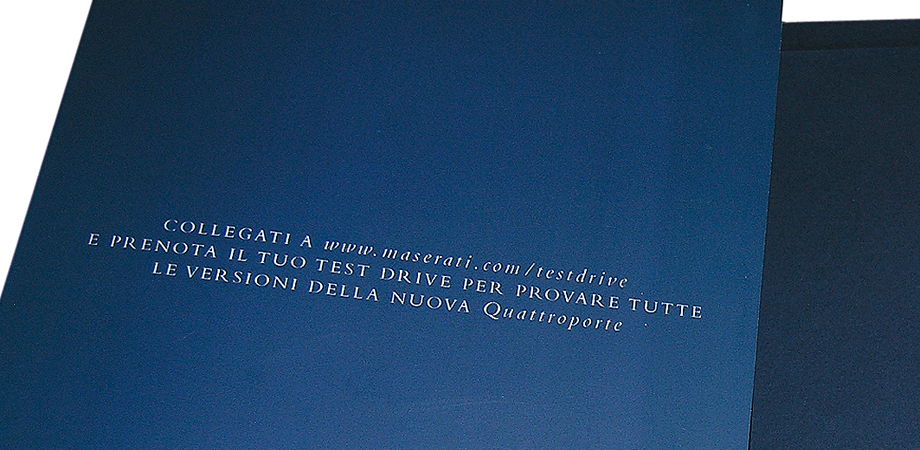 COLLEGATI A www.maserati.com/testdrive
E PRENOTA IL TUO TEST DRIVE PER PROVARE TUTTE
LE VERSIONI DELLA NUOVA Quattroporte